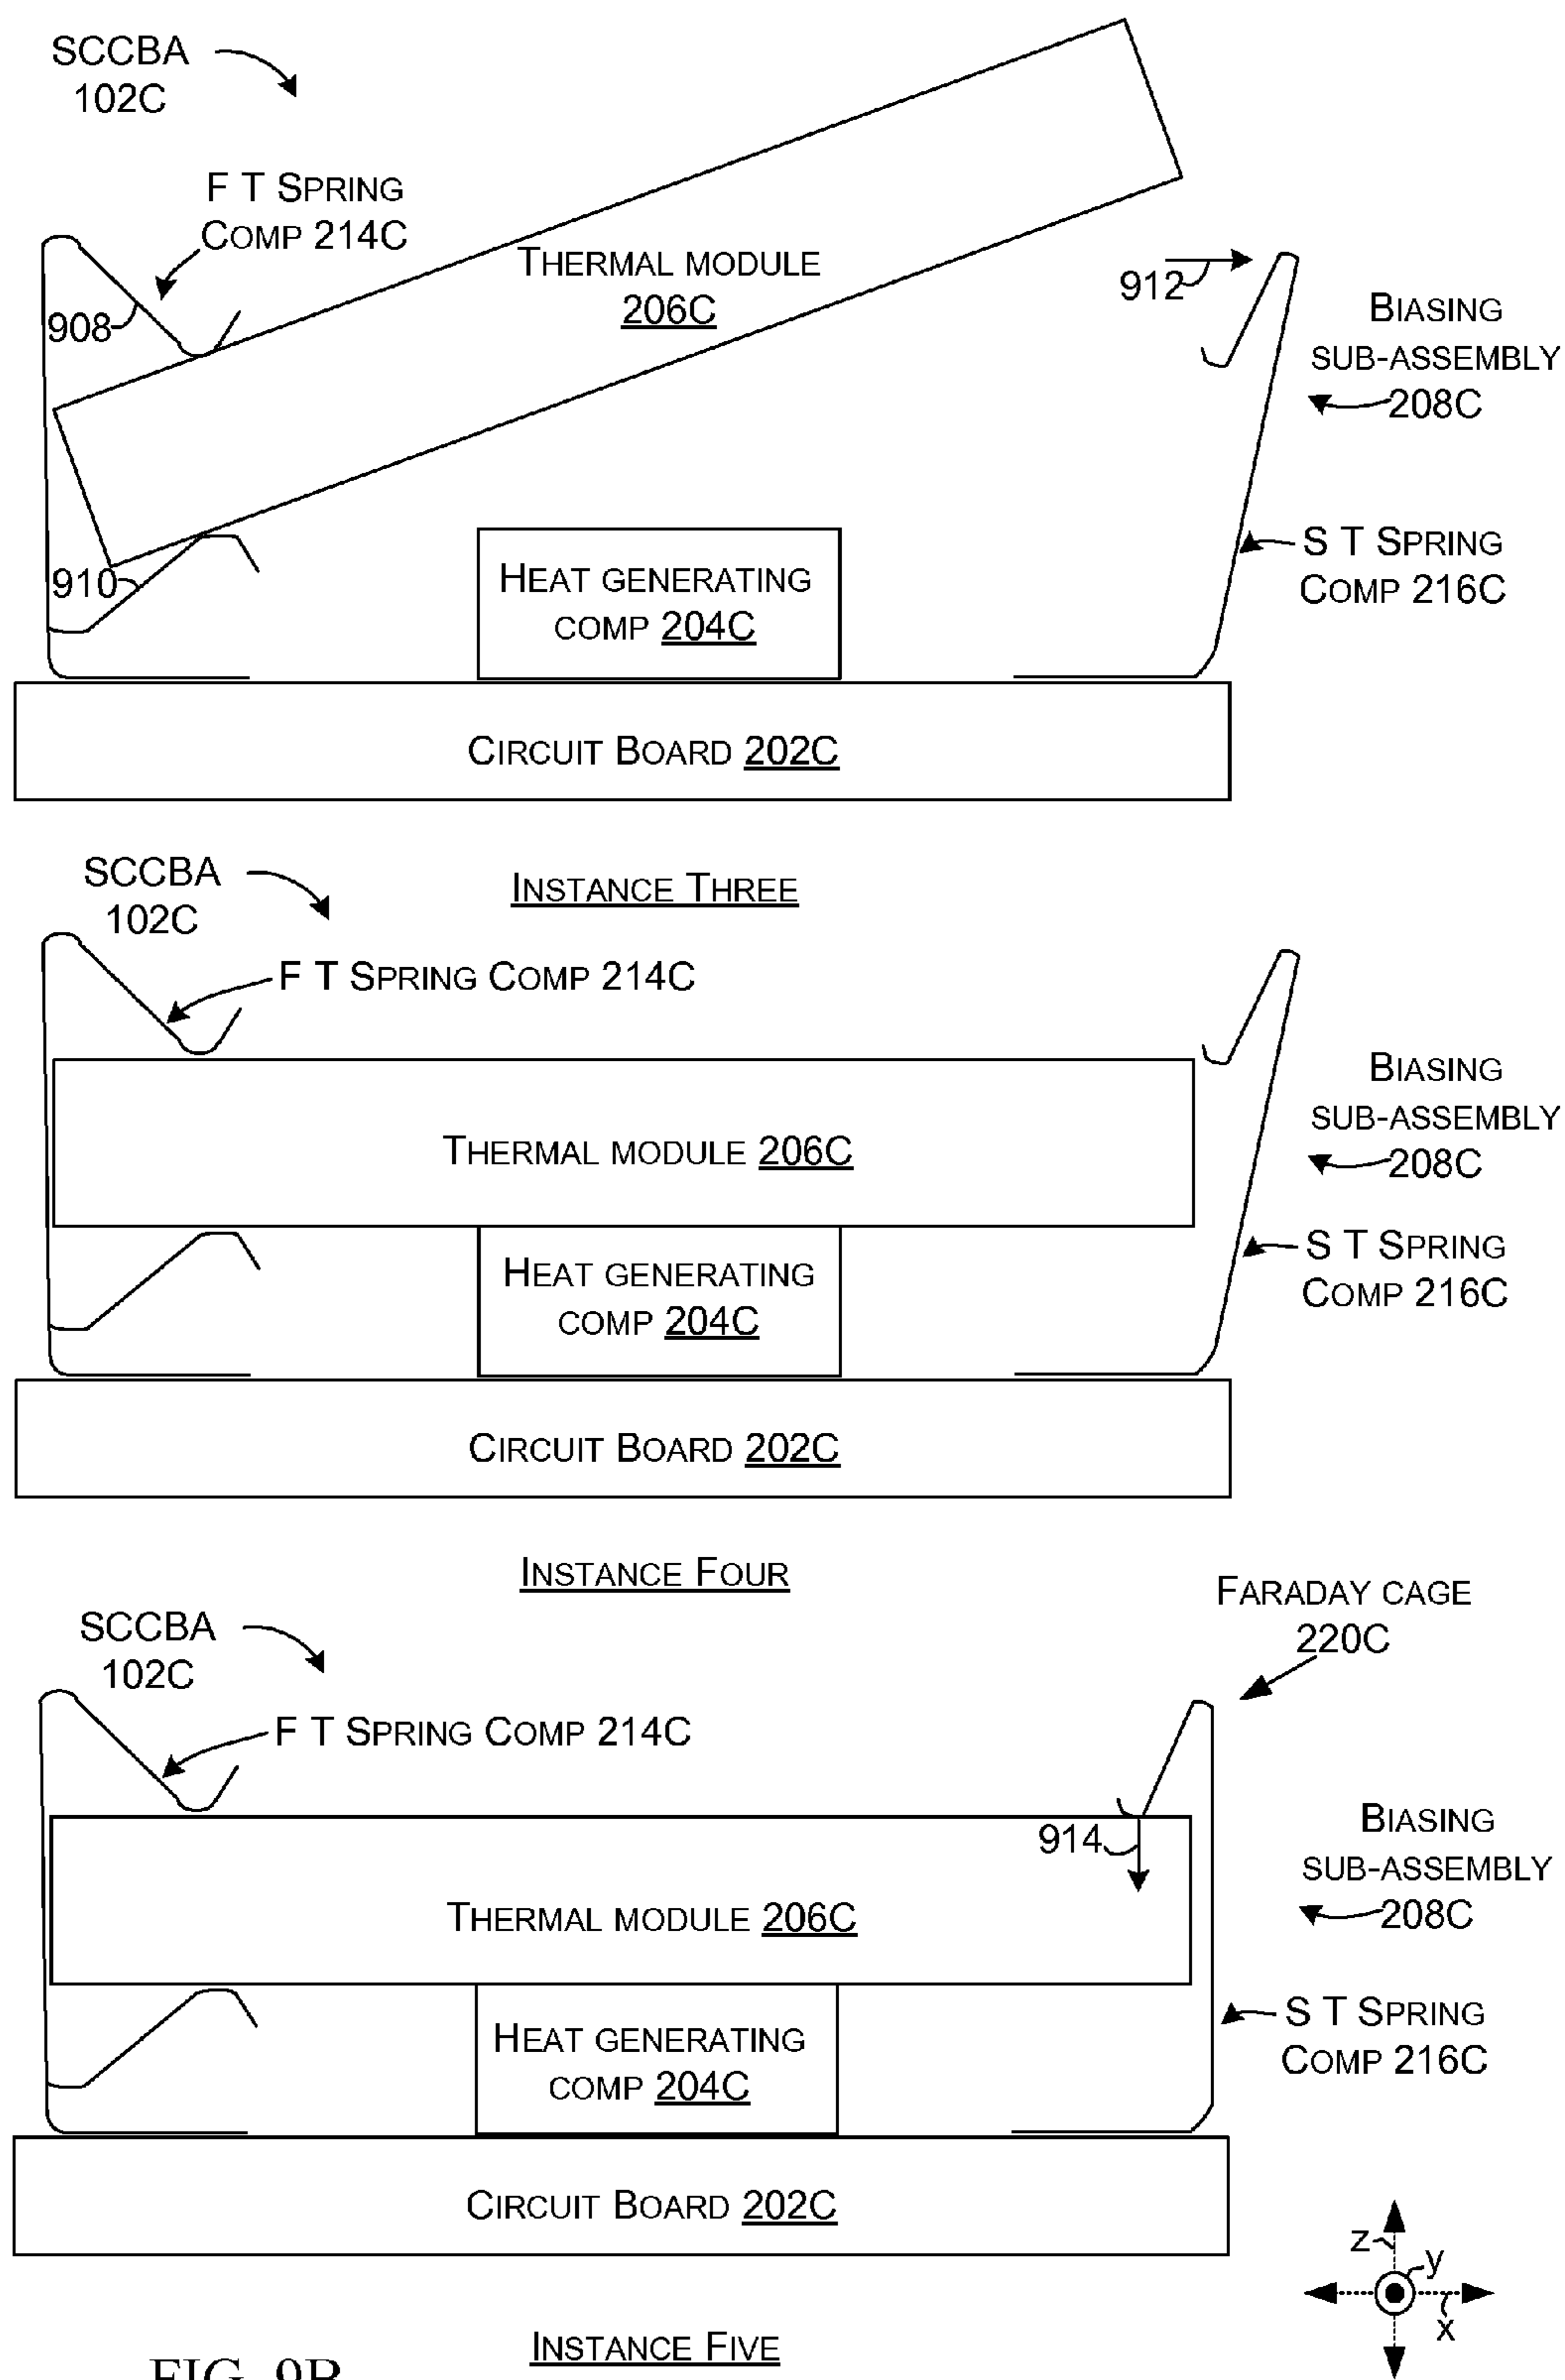 SCCBA
102C
F T SPRING
COMP 214C
908
THERMAL MODULE
206C
912
BIASING
SUB-ASSEMBLY
208C
910
HEAT GENERATING
COMP 204C
S T SPRING
COMP 216C
CIRCUIT BOARD 202C
INSTANCE THREE
SCCBA
102C
F T SPRING COMP 214C
BIASING
SUB-ASSEMBLY
208C
THERMAL MODULE 206C
S T SPRING
COMP 216C
HEAT GENERATING
COMP 204C
CIRCUIT BOARD 202C
INSTANCE FOUR
FARADAY CAGE
220C
SCCBA
102C
F T SPRING COMP 214C
914
BIASING
SUB-ASSEMBLY
208C
THERMAL MODULE 206C
S T SPRING
COMP 216C
HEAT GENERATING
COMP 204C
CIRCUIT BOARD 202C
z
y
x
INSTANCE FIVE
FIG. 9B